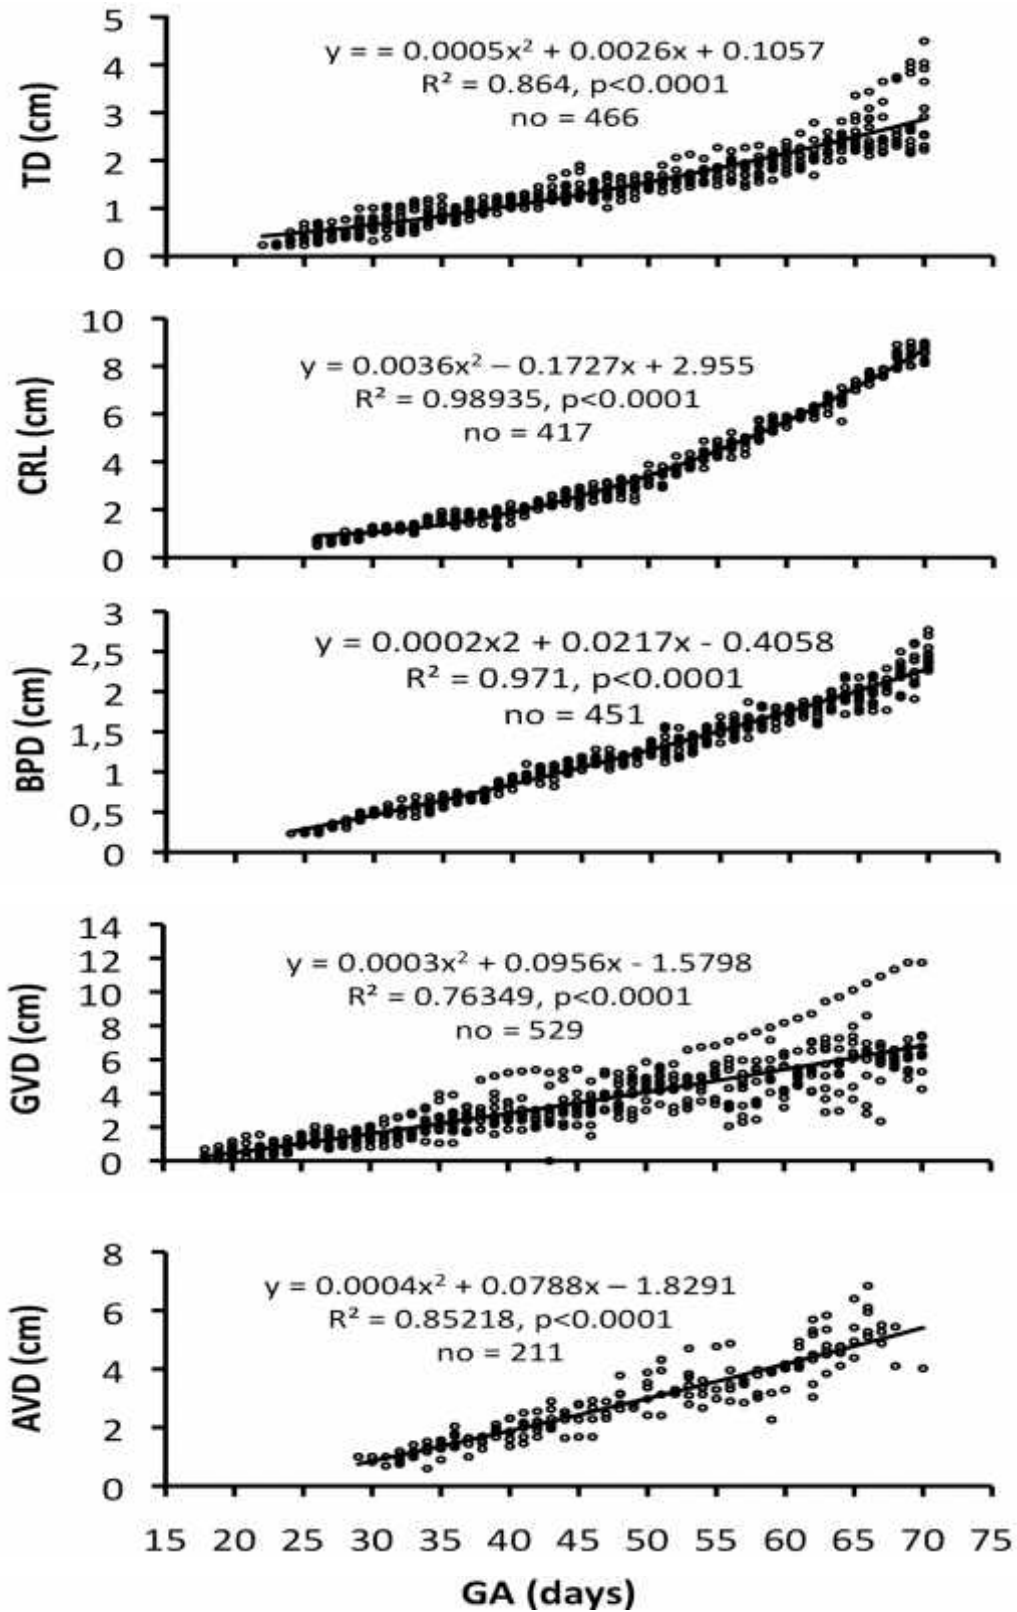 TD (cm)
5
4
3
2
1
0
y = = 0.0005x² + 0.0026x + 0.1057
R² = 0.864, p<0.0001
no = 466
CRL (cm)
10
8
6
4
2
0
y = 0.0036x² – 0.1727x + 2.955
R² = 0.98935, p<0.0001
no = 417
BPD (cm)
3
2,5
2
1,5
1
0,5
0
y = 0.0002x2 + 0.0217x - 0.4058
R² = 0.971, p<0.0001
no = 451
GVD (cm)
14
12
10
8
6
4
2
0
y = 0.0003x² + 0.0956x - 1.5798
R² = 0.76349, p<0.0001
no = 529
AVD (cm)
8
6
4
2
0
y = 0.0004x² + 0.0788x – 1.8291
R² = 0.85218, p<0.0001
no = 211
15 20 25 30 35 40 45 50 55 60 65 70 75
GA (days)